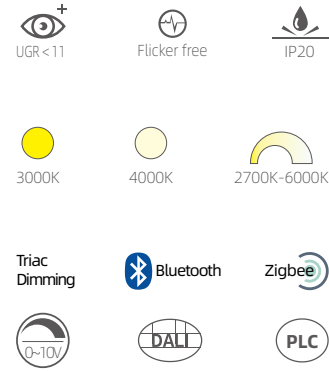 +
UGR<11
Flicker free
IP20
3000K
4000K
2700K-6000K
Triac
Dimming
Bluetooth
Zigbee
0~10V
DALI
PLC